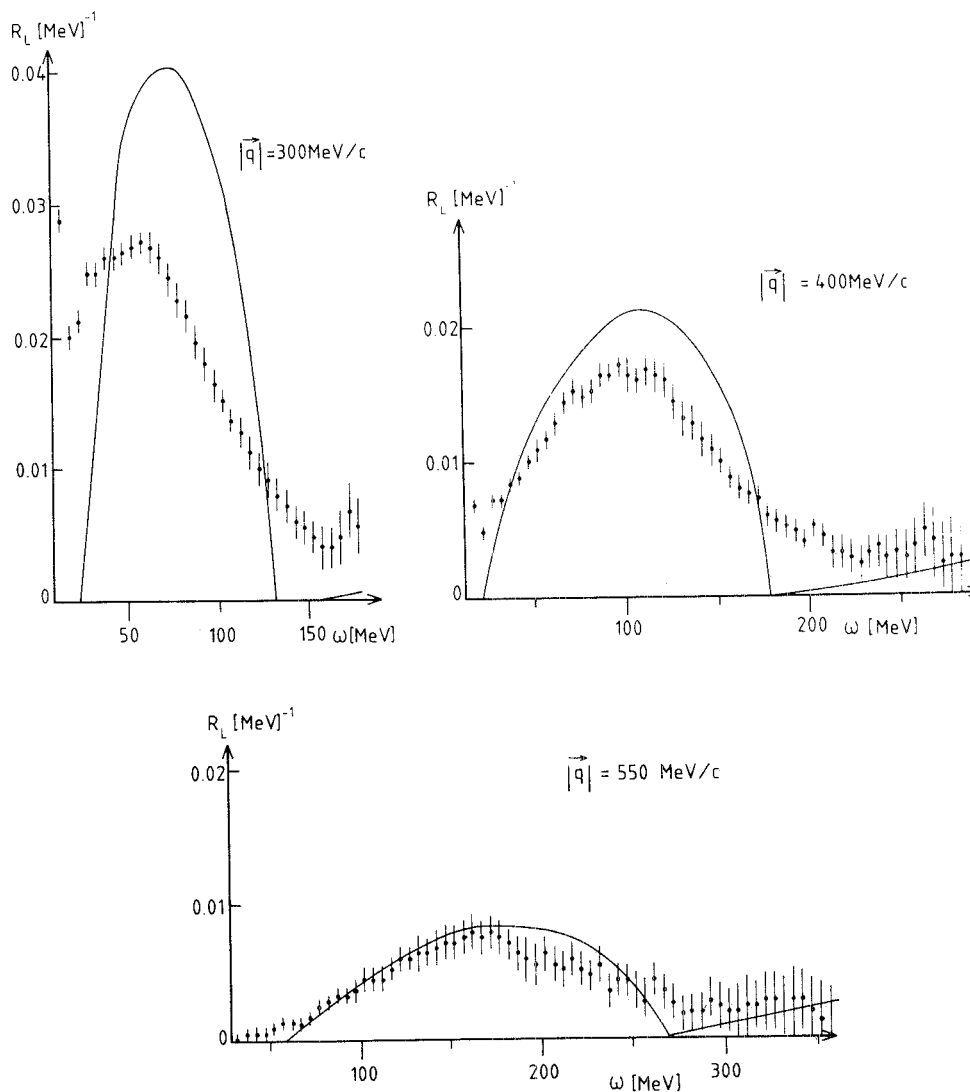 R_L [MeV]⁻¹
0.04
0.03
0.02
0.01
0
50
100
150
ω[MeV]
|q⃗| =300MeV/c
R_L [MeV]⁻¹
0.02
0.01
0
100
200
ω [MeV]
|q⃗| = 400MeV/c
R_L [MeV]⁻¹
0.02
0.01
0
100
200
300
ω [MeV]
|q⃗| = 550 MeV/c